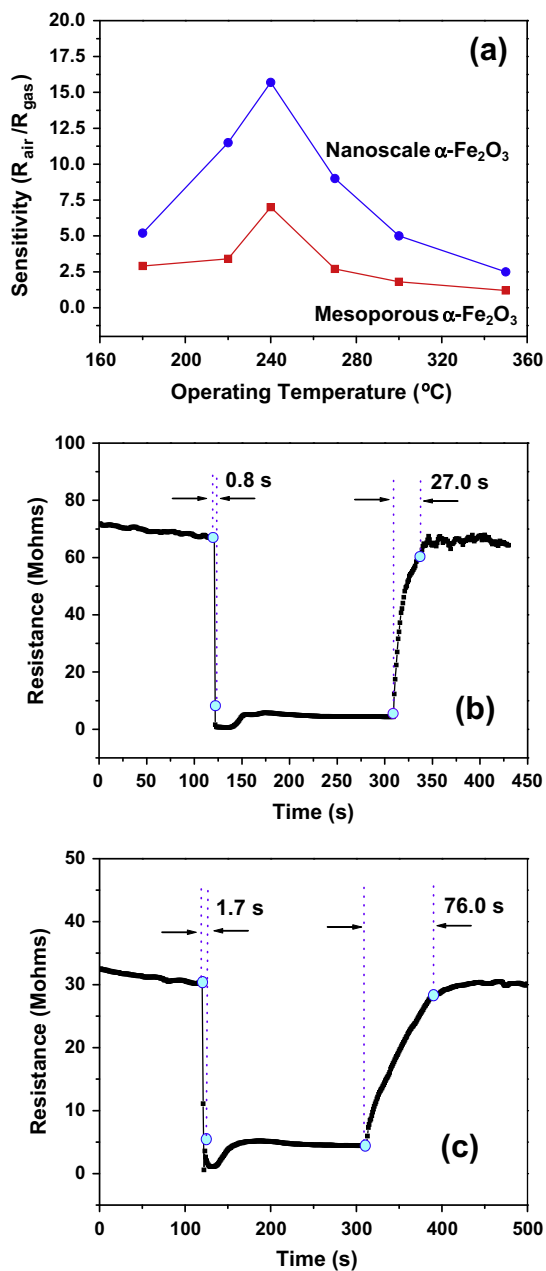 (a)
20.0
17.5
15.0
12.5
10.0
7.5
5.0
2.5
0.0
Sensitivity (R_air /R_gas)
Nanoscale α-Fe₂O₃
Mesoporous α-Fe₂O₃
160 200 240 280 320 360
Operating Temperature (ºC)
100
80
60
40
20
0
Resistance (Mohms)
0.8 s
27.0 s
(b)
0 50 100 150 200 250 300 350 400 450
Time (s)
50
40
30
20
10
0
Resistance (Mohms)
1.7 s
76.0 s
(c)
0 100 200 300 400 500
Time (s)